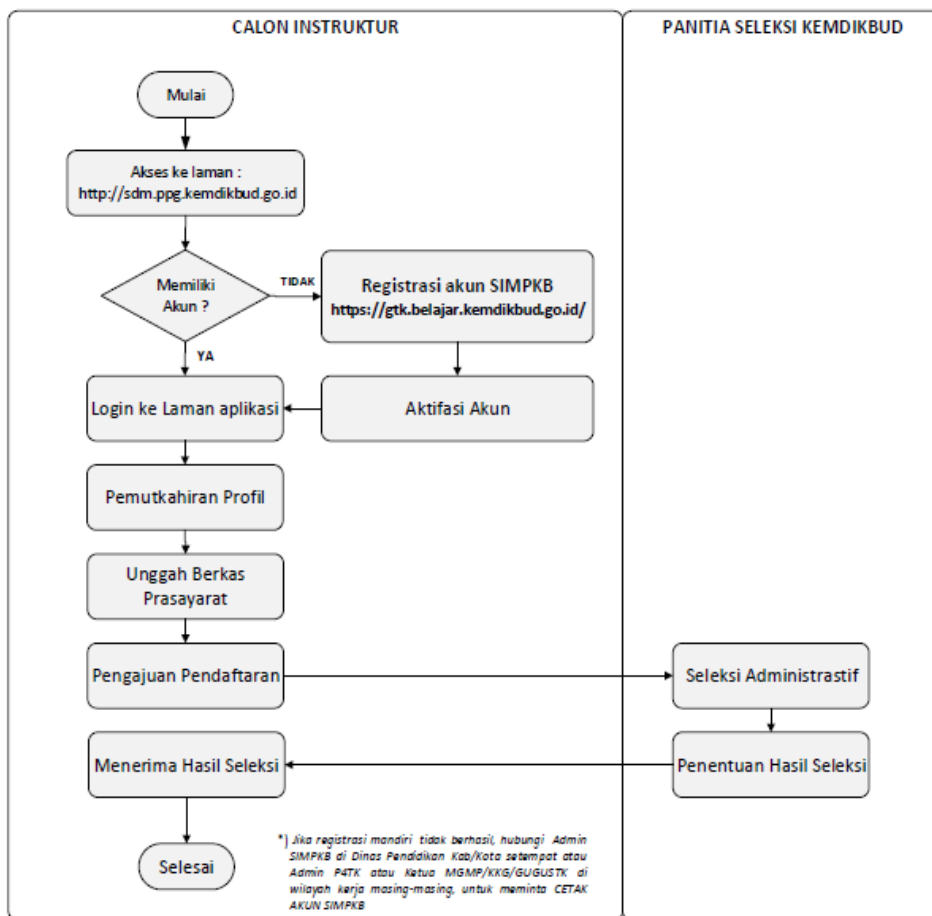 CALON INSTRUKTUR
PANITIA SELEKSI KEMDIKBUD
Mulai
Akses ke laman :
http://sdm.ppg.kemdikbud.go.id
Memiliki
Akun ?
TIDAK
Registrasi akun SIMPKB
https://gtk.belajar.kemdikbud.go.id/
YA
Login ke Laman aplikasi
Aktifasi Akun
Pemutkahiran Profil
Unggah Berkas
Prasayarat
Pengajuan Pendaftaran
Seleksi Administrastif
Menerima Hasil Seleksi
Penentuan Hasil Seleksi
Selesai
*) Jika registrasi mandiri tidak berhasil, hubungi Admin
SIMPKB di Dinas Pendidikan Kab/Kota setempat atau
Admin P4TK atau Ketua MGMP/KKG/GUGUSTK di
wilayah kerja masing-masing, untuk meminta CETAK
AKUN SIMPKB